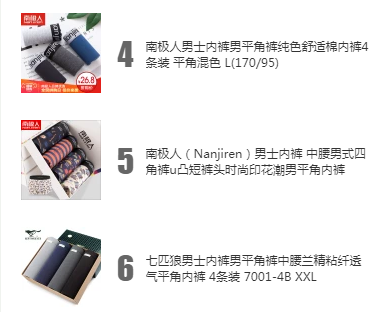 南极人
¥26.8
4
南极人男士内裤男平角裤纯色舒适棉内裤4
条装 平角混色 L(170/95)
南极人
5
南极人（Nanjiren）男士内裤 中腰男式四
角裤u凸短裤头时尚印花潮男平角内裤
6
七匹狼男士内裤男平角裤中腰兰精粘纤透
气平角内裤 4条装 7001-4B XXL